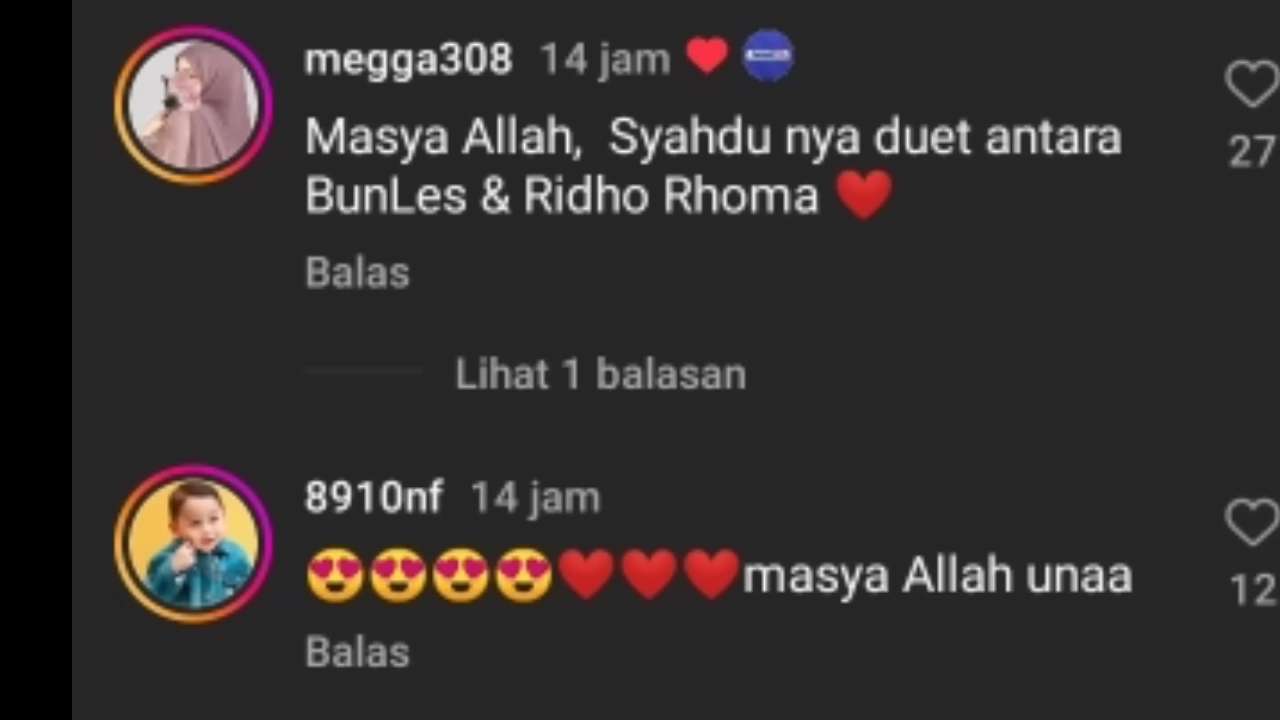 megga308 14 jam ❤️
Masya Allah,  Syahdu nya duet antara
BunLes & Ridho Rhoma ❤️
27
Balas
Lihat 1 balasan
8910nf 14 jam
😍😍😍😍❤️❤️❤️masya Allah unaa
12
Balas